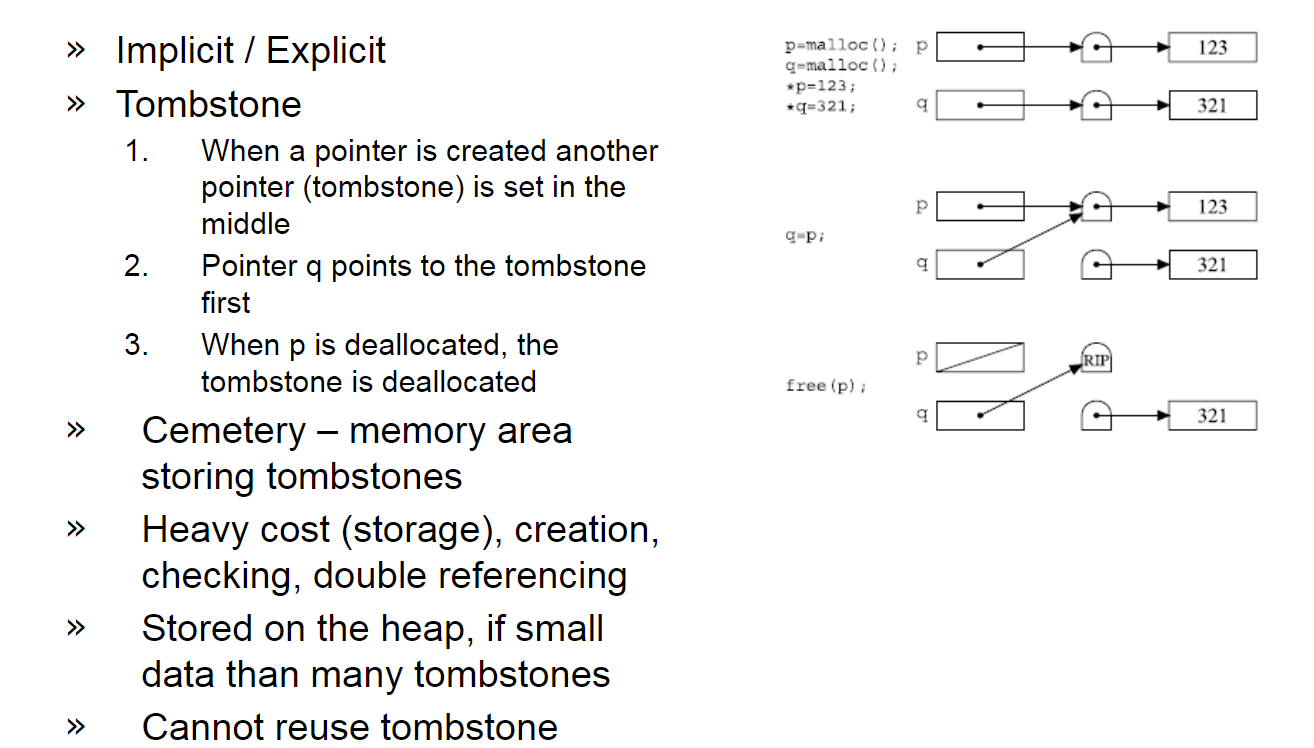 » Implicit / Explicit
» Tombstone
1. When a pointer is created another
pointer (tombstone) is set in the
middle
2. Pointer q points to the tombstone
first
3. When p is deallocated, the
tombstone is deallocated
» Cemetery – memory area
storing tombstones
» Heavy cost (storage), creation,
checking, double referencing
» Stored on the heap, if small
data than many tombstones
» Cannot reuse tombstone
p=malloc(); p 123
q=malloc();
*p=123;
*q=321; q 321
p 123
q=p;
q 321
p RIP
free(p);
q 321